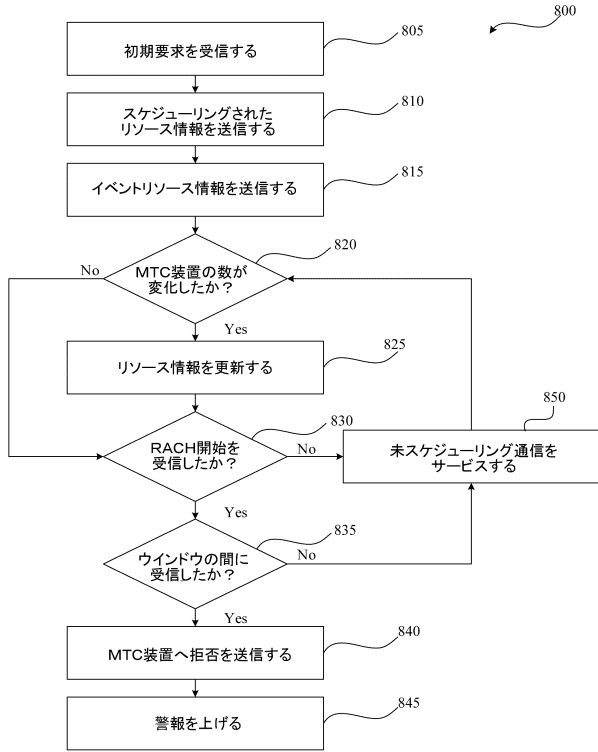 800
初期要求を受信する
805
スケジューリングされた
リソース情報を送信する
810
イベントリソース情報を送信する
815
MTC装置の数が
変化したか？
820
No
Yes
リソース情報を更新する
825
RACH開始を
受信したか？
830
No
未スケジューリング通信を
サービスする
850
Yes
ウインドウの間に
受信したか？
835
No
Yes
MTC装置へ拒否を送信する
840
警報を上げる
845